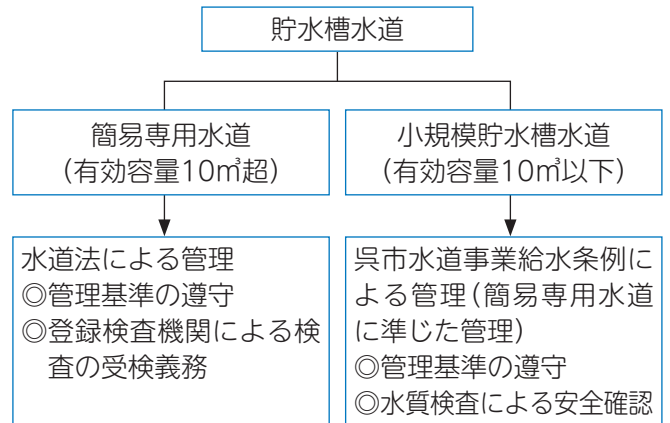 貯水槽水道
簡易専用水道
（有効容量10㎥超）
小規模貯水槽水道
（有効容量10㎥以下）
水道法による管理
◎管理基準の遵守
◎登録検査機関による検
査の受検義務
呉市水道事業給水条例に
よる管理（簡易専用水道
に準じた管理）
◎管理基準の遵守
◎水質検査による安全確認